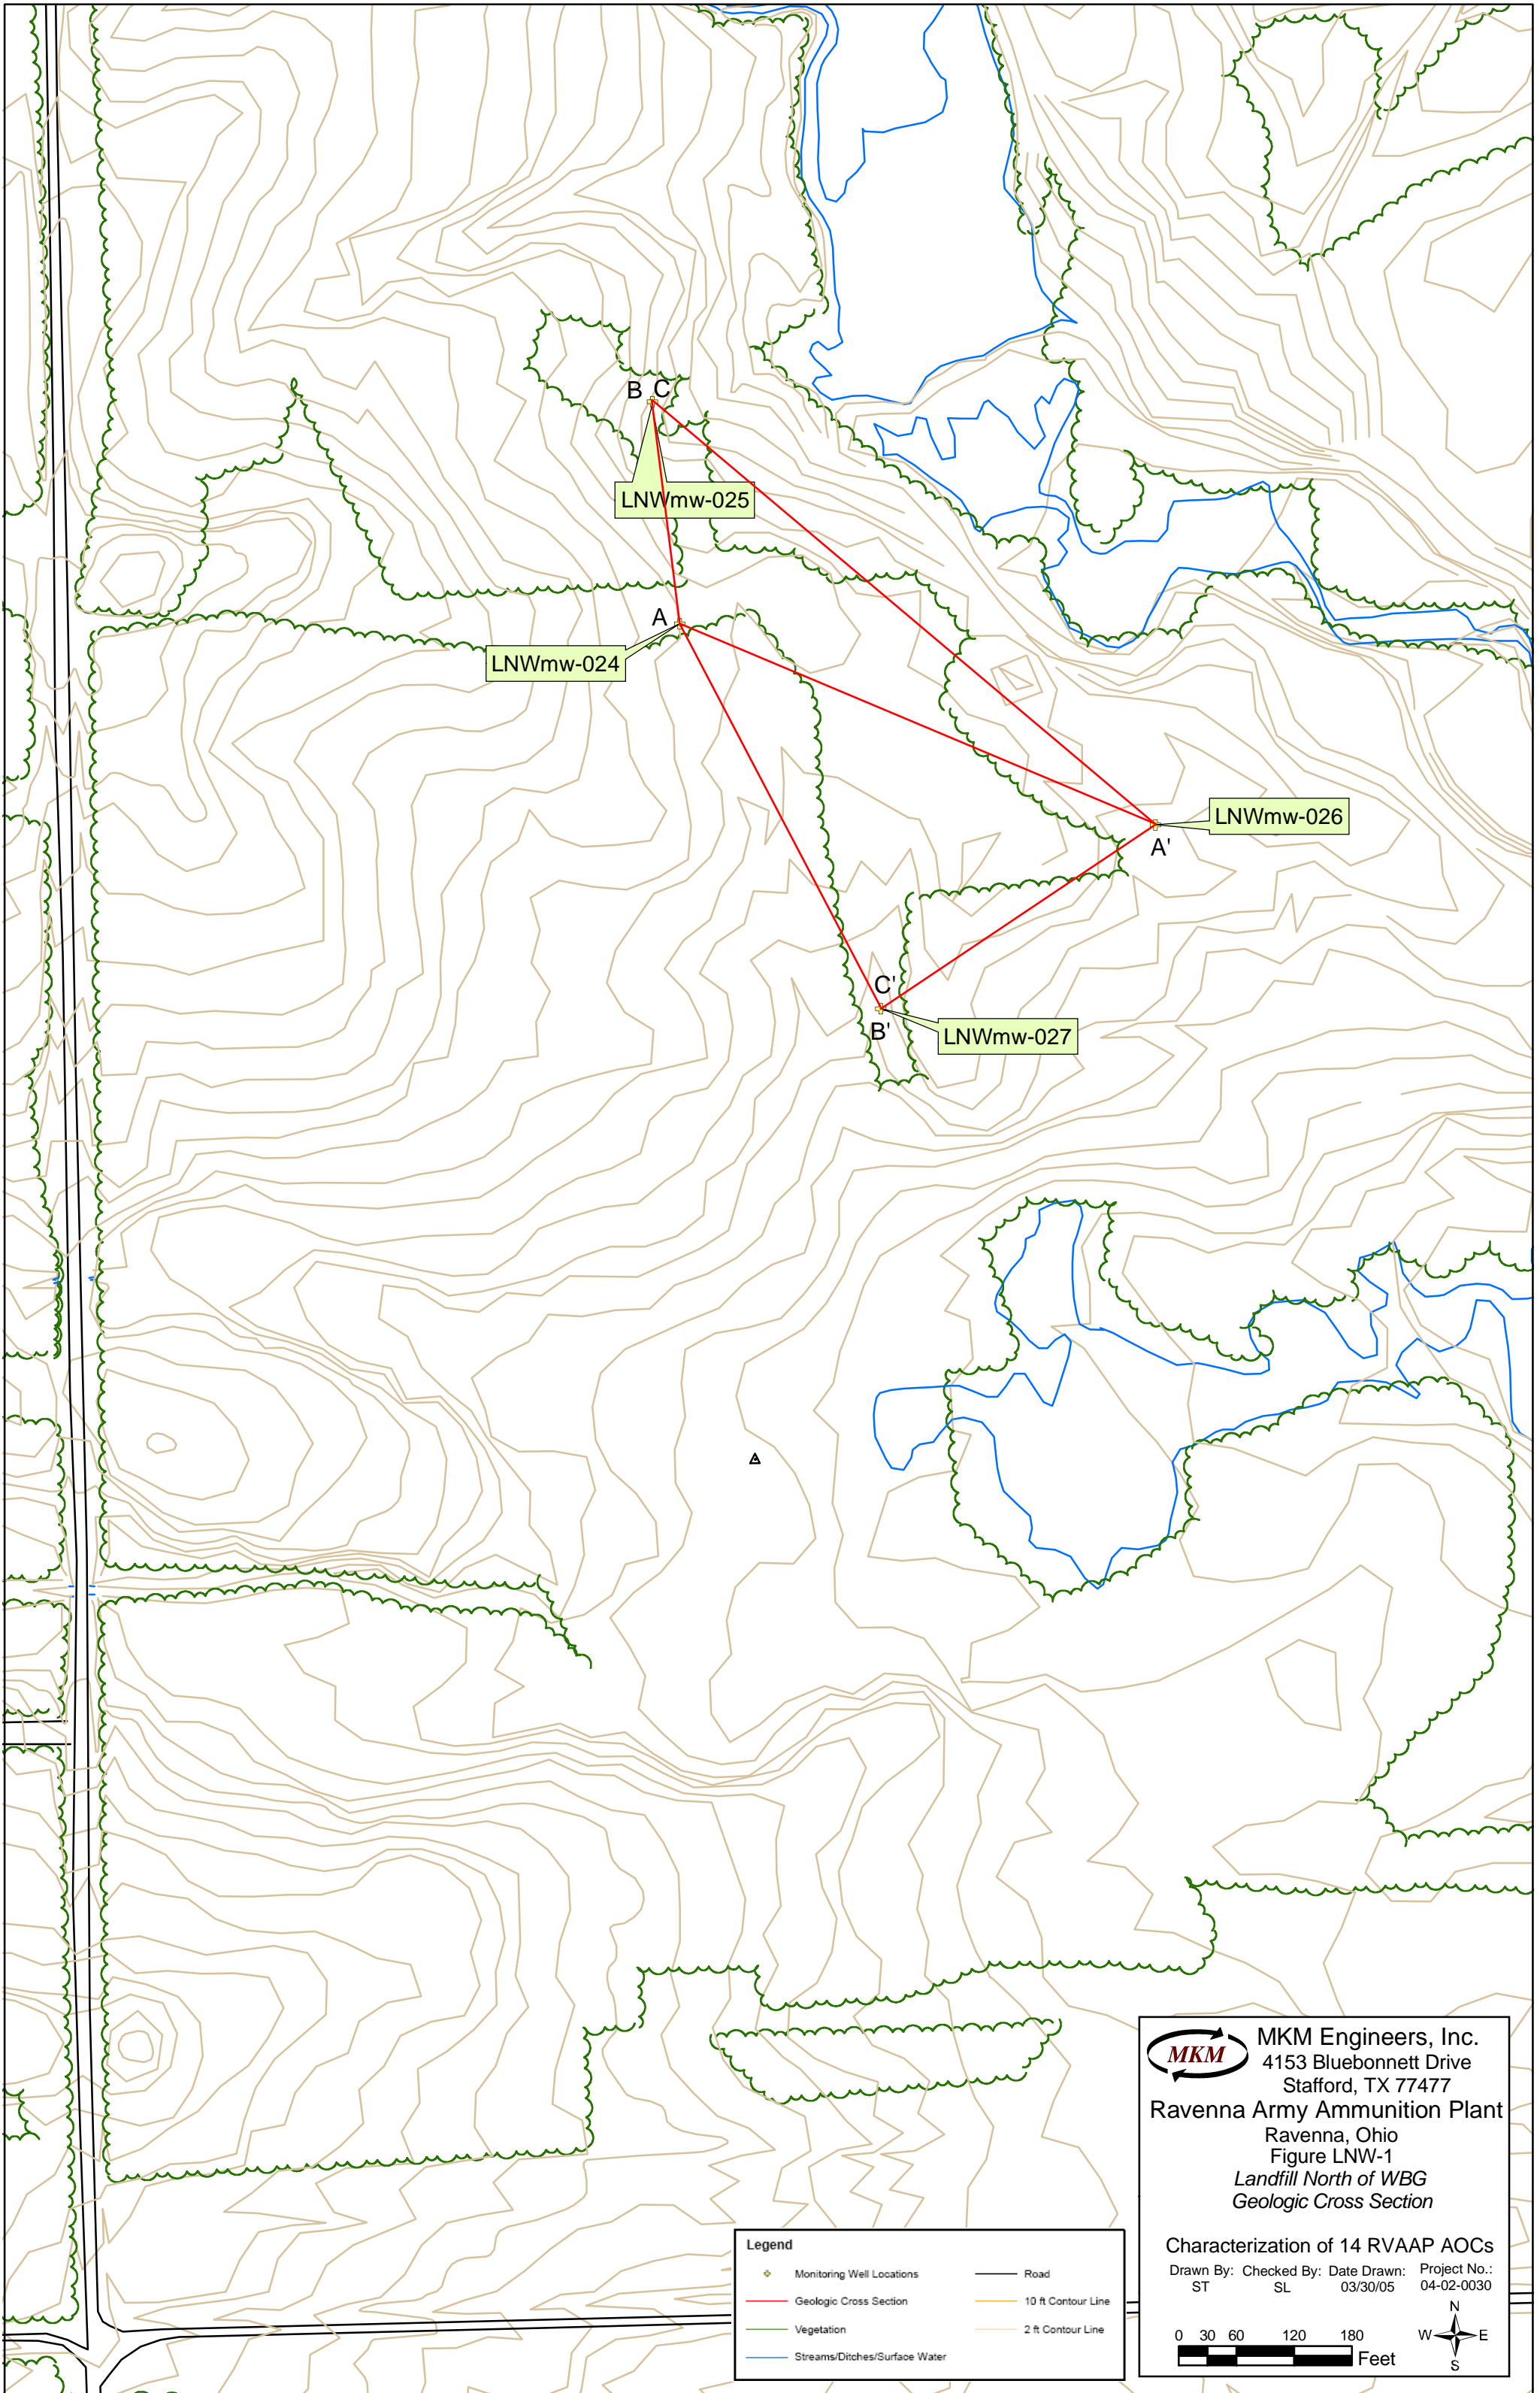 B C
LNWmw-025
A
LNWmw-024
LNWmw-026
A'
C'
B'
LNWmw-027
MKM
MKM Engineers, Inc.
4153 Bluebonnett Drive
Stafford, TX 77477
Ravenna Army Ammunition Plant
Ravenna, Ohio
Figure LNW-1
Landfill North of WBG
Geologic Cross Section
Characterization of 14 RVAAP AOCs
Drawn By: Checked By: Date Drawn: Project No.:
ST SL 03/30/05 04-02-0030
N
W E
S
0 30 60 120 180
Feet
Legend
Monitoring Well Locations
Geologic Cross Section
Vegetation
Streams/Ditches/Surface Water
Road
10 ft Contour Line
2 ft Contour Line